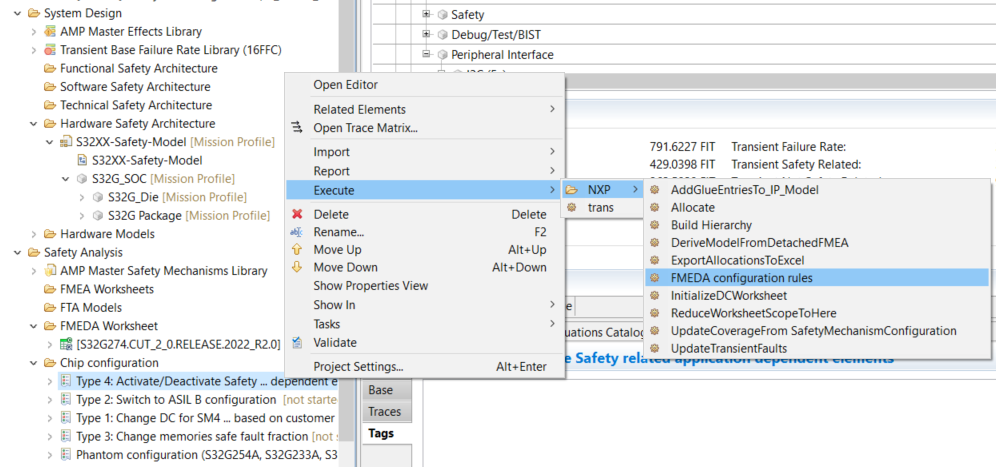 System Design
AMP Master Effects Library
Transient Base Failure Rate Library (16FFC)
Functional Safety Architecture
Software Safety Architecture
Technical Safety Architecture
Hardware Safety Architecture
S32XX-Safety-Model [Mission Profile]
S32XX-Safety-Model
S32G_SOC [Mission Profile]
S32G_Die [Mission Profile]
S32G Package [Mission Profile]
Hardware Models
Safety Analysis
AMP Master Safety Mechanisms Library
FMEA Worksheets
FTA Models
FMEDA Worksheet
[S32G274.CUT_2_0.RELEASE.2022_R2.0]
Chip configuration
Type 4: Activate/Deactivate Safety ... dependent e
Type 2: Switch to ASIL B configuration [not starte
Type 1: Change DC for SM4 ... based on customer
Type 3: Change memories safe fault fraction [not s
Phantom configuration (S32G254A, S32G233A, S3
Open Editor
Related Elements
Open Trace Matrix...
Import
Report
Execute
Delete Delete
Rename... F2
Move Up Alt+Up
Move Down Alt+Down
Show Properties View
Show In
Tasks
Validate
Project Settings... Alt+Enter
NXP
trans
AddGlueEntriesTo_IP_Model
Allocate
Build Hierarchy
DeriveModelFromDetachedFMEA
ExportAllocationsToExcel
FMEDA configuration rules
InitializeDCWorksheet
ReduceWorksheetScopeToHere
UpdateCoverageFrom SafetyMechanismConfiguration
UpdateTransientFaults
Safety
Debug/Test/BIST
Peripheral Interface
791.6227 FIT Transient Failure Rate:
429.0398 FIT Transient Safety Related:
uations Catalog
e Safety related application dependent elements
Base
Traces
Tags